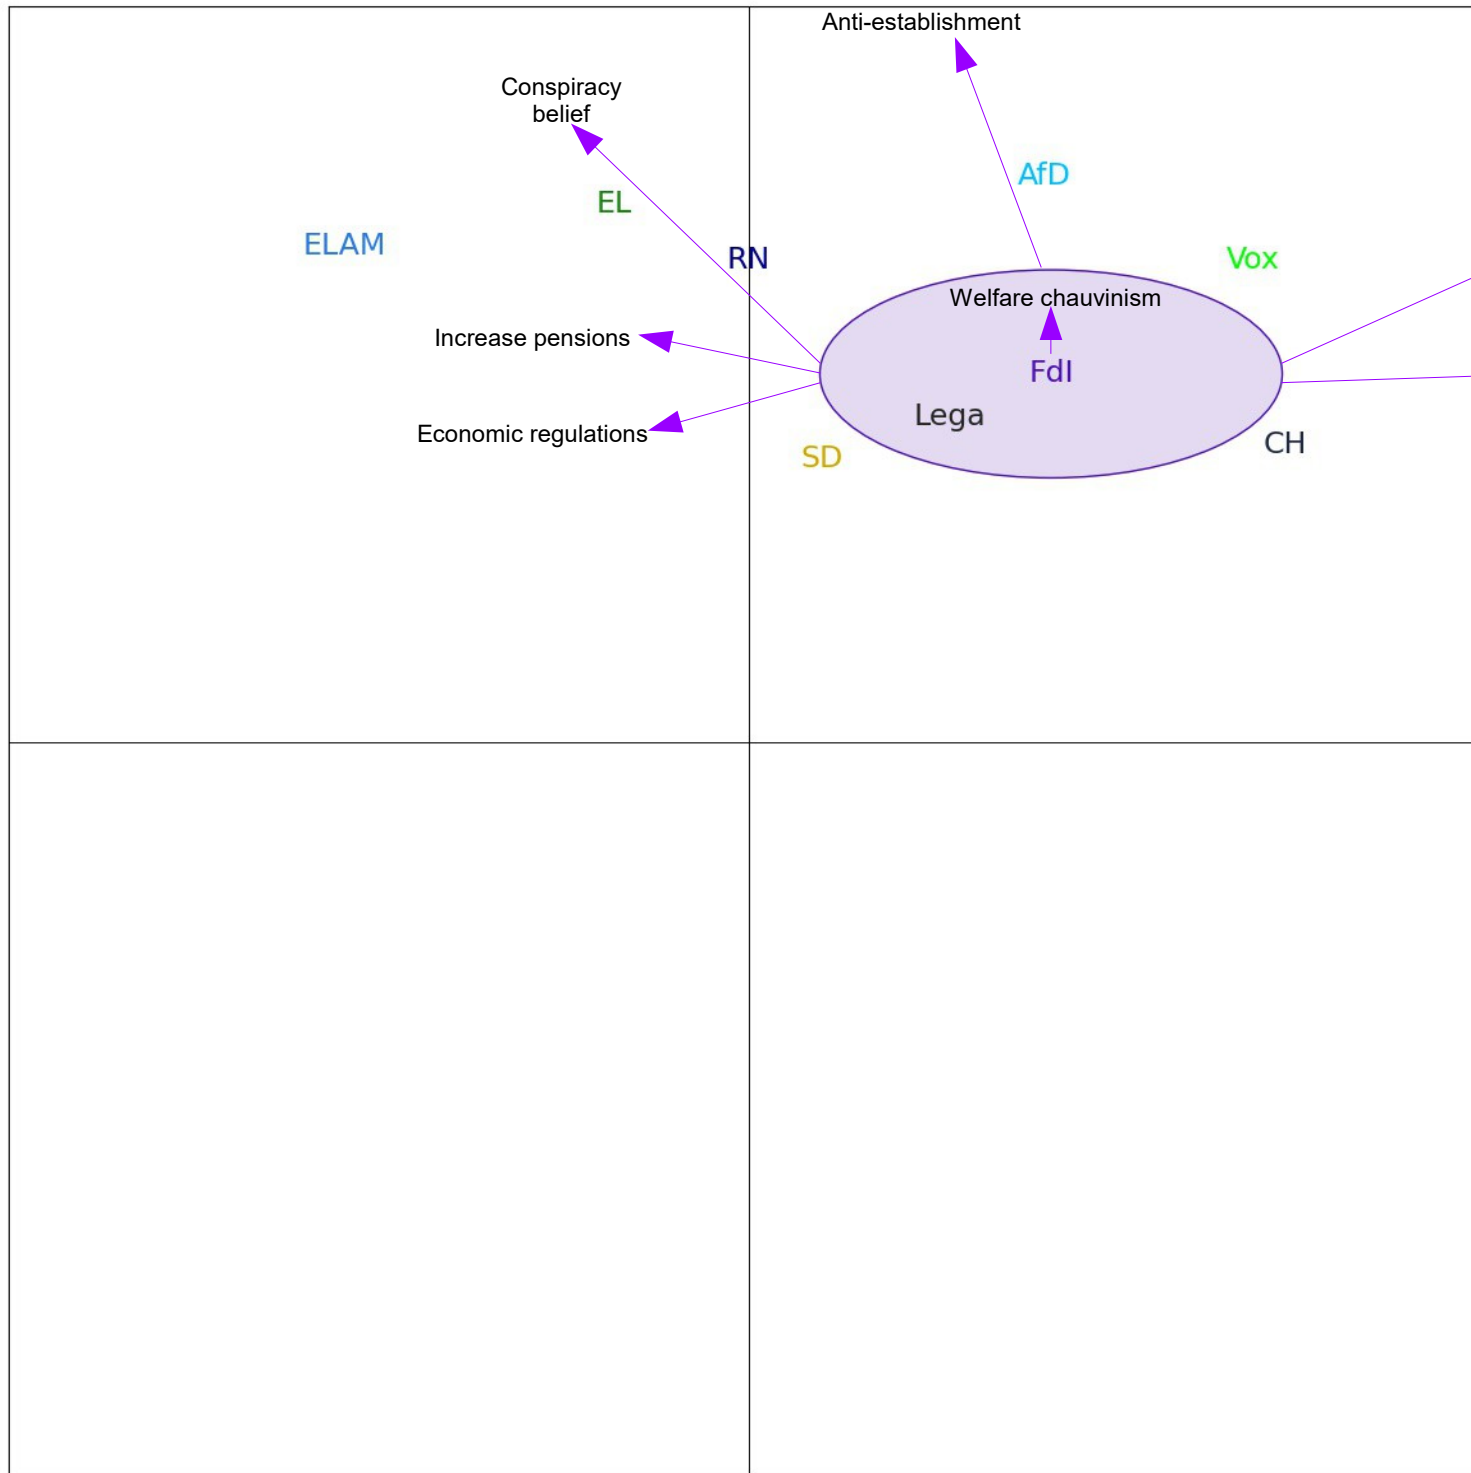 Anti-establishment
Conspiracy
belief
AfD
EL
ELAM
RN
Vox
Welfare chauvinism
Increase pensions
FdI
Lega
Economic regulations
CH
SD